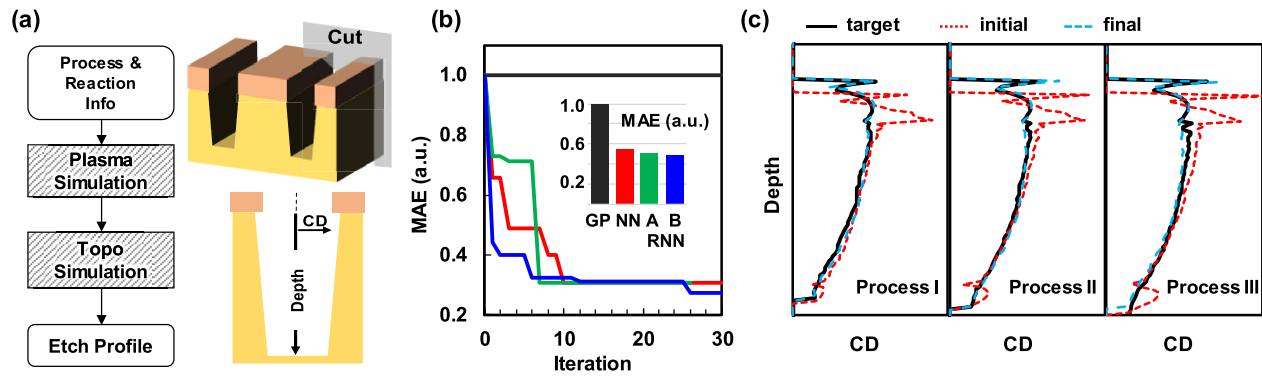 (a)
Process &
Reaction
Info
Plasma
Simulation
Topo
Simulation
Etch Profile
Cut
CD
Depth
(b)
MAE (a.u.)
1.0
0.8
0.6
0.4
0.2
0
10
20
30
Iteration
1.0
0.6
0.2
MAE (a.u.)
GP NN A B
RNN
(c)
target
initial
final
Depth
Process I
Process II
Process III
CD
CD
CD